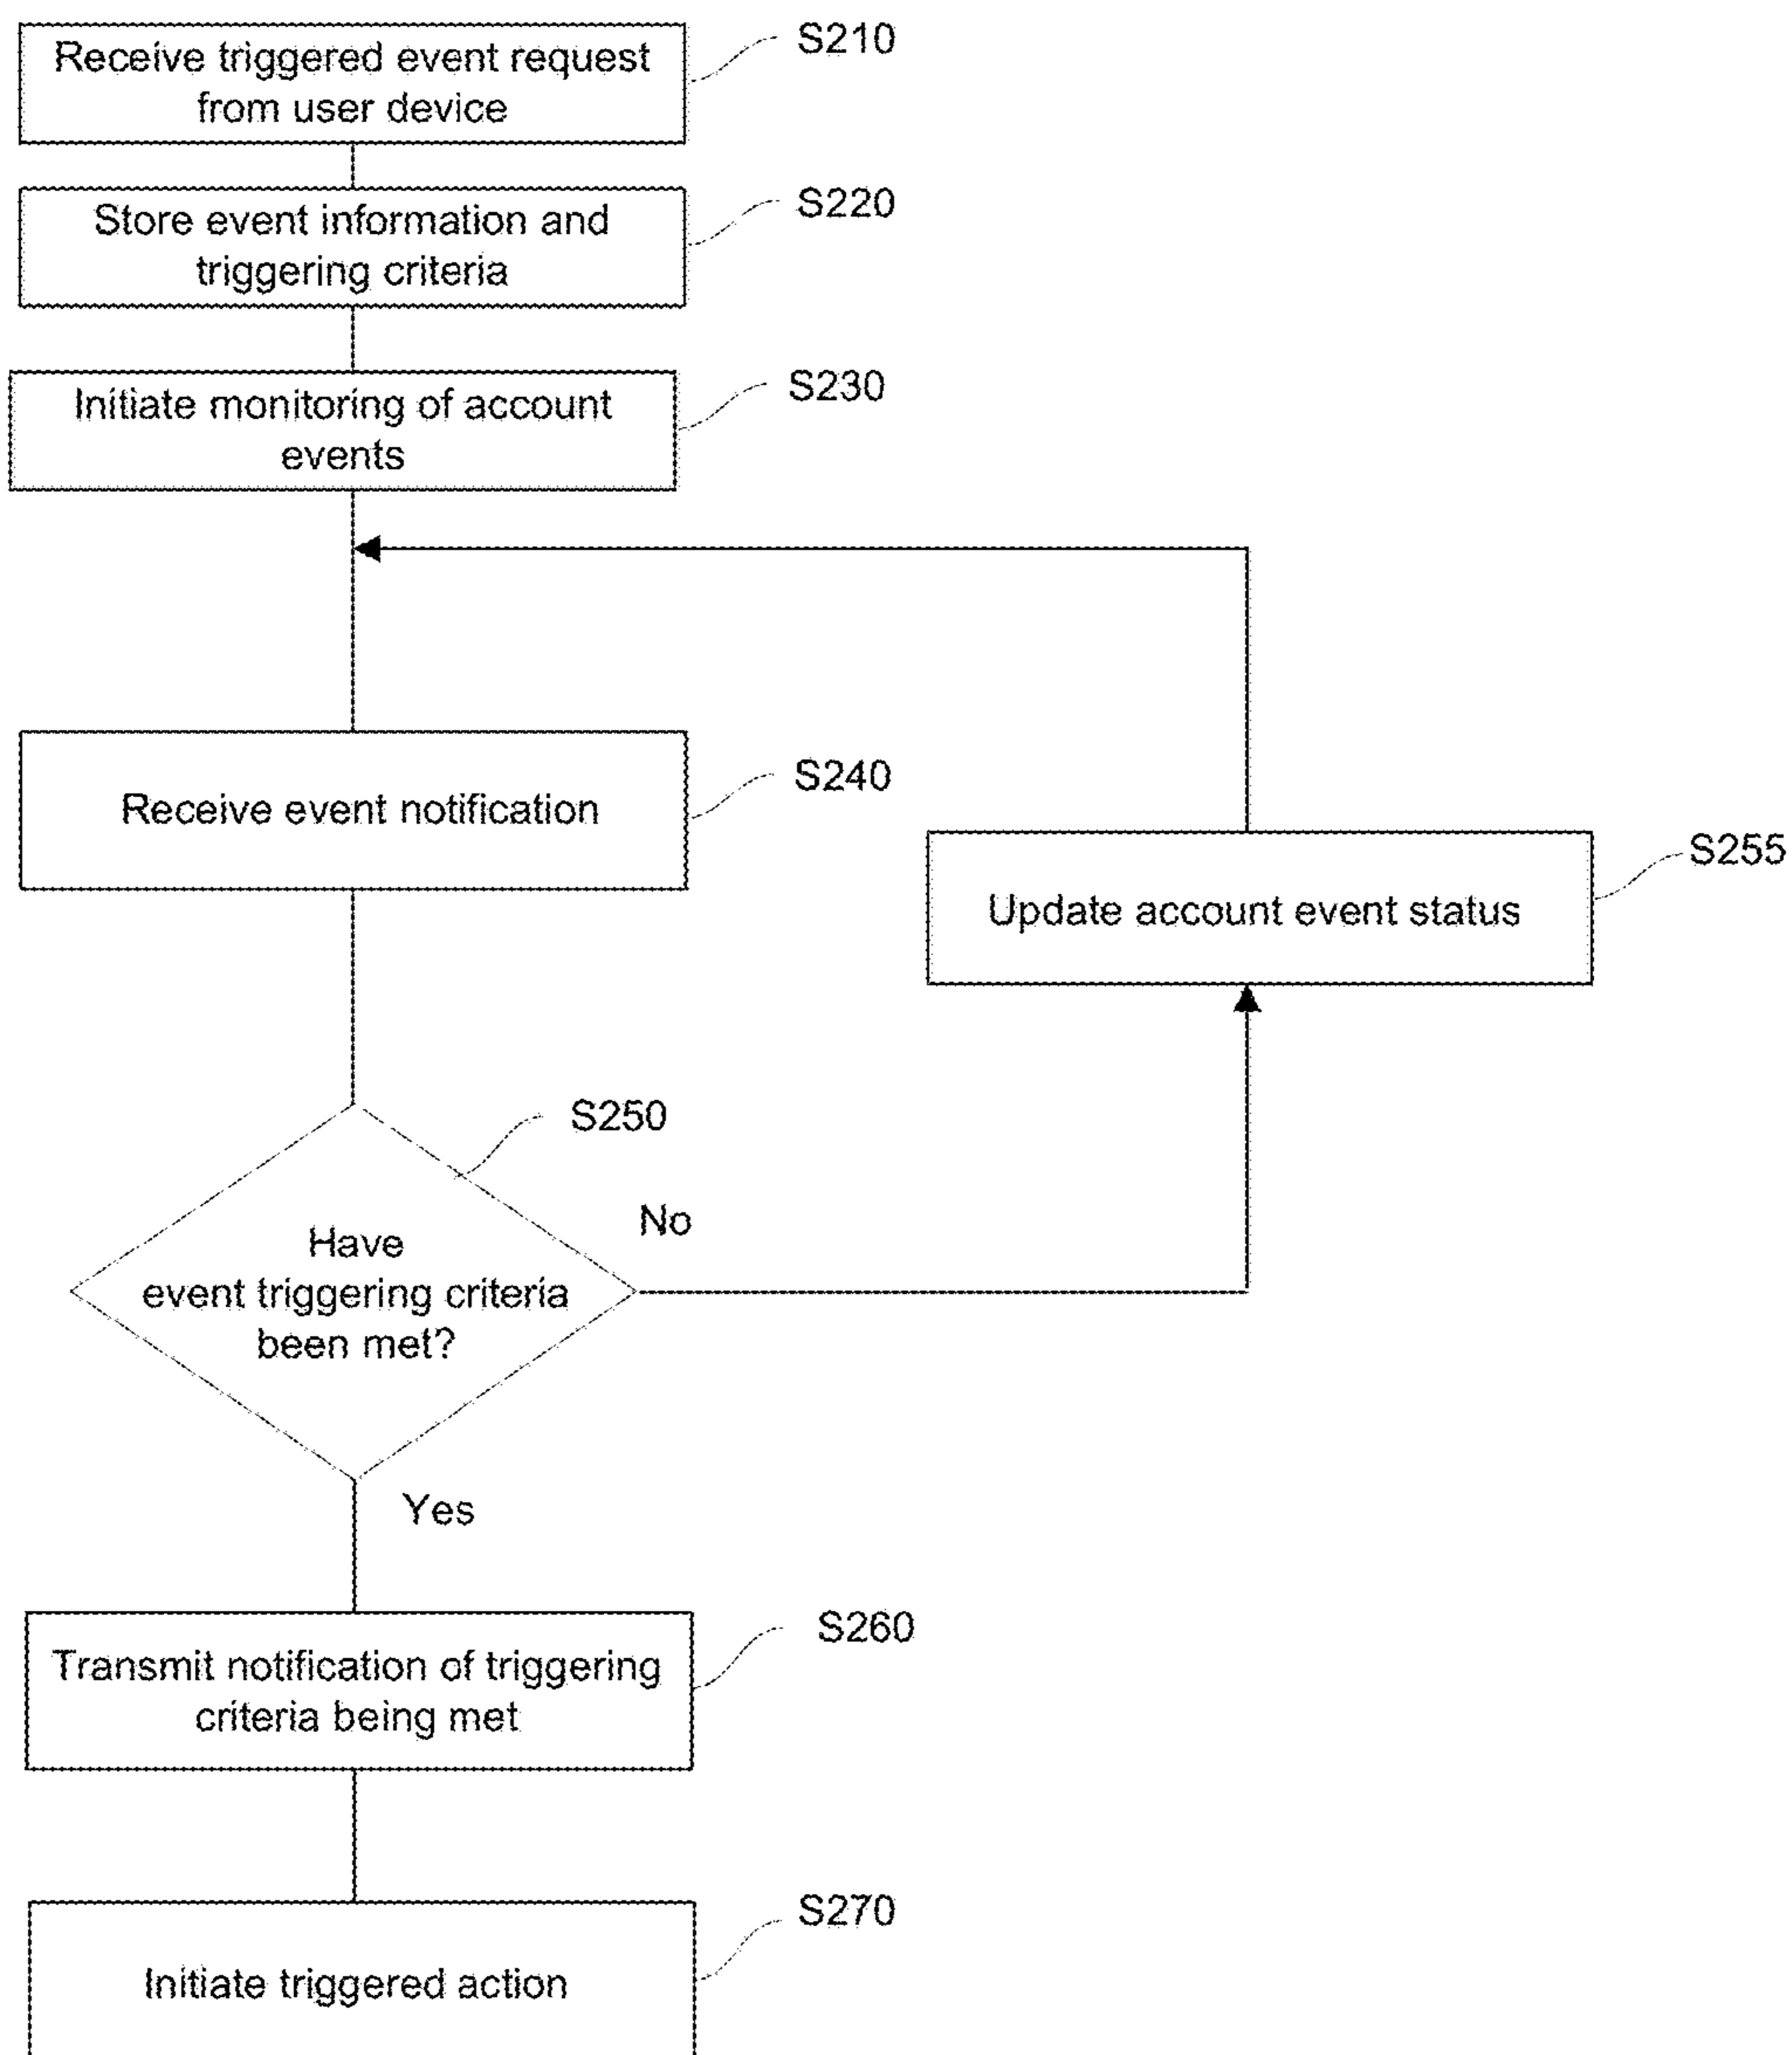 Receive triggered event request
from user device
S210
Store event information and
triggering criteria
S220
Initiate monitoring of account
events
S230
Receive event notification
S240
Update account event status
S255
S250
Have
event triggering criteria
been met?
No
Yes
Transmit notification of triggering
criteria being met
S260
Initiate triggered action
S270